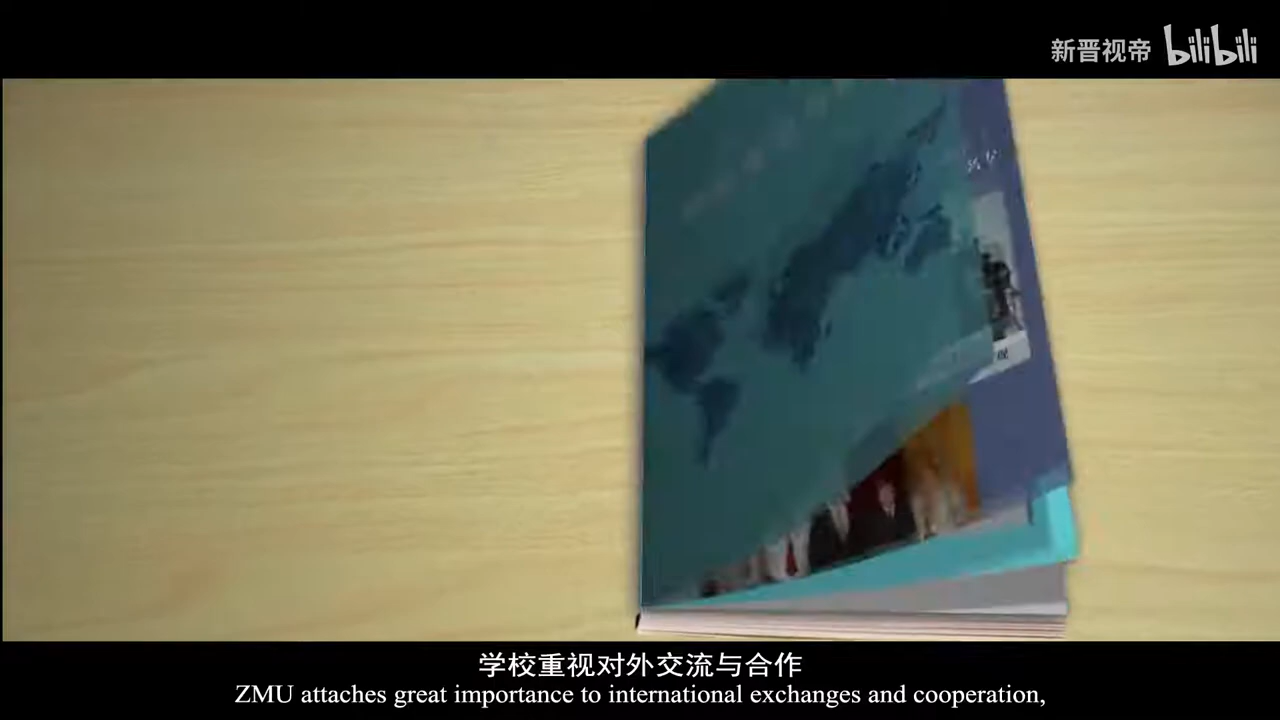 新晋视帝 bilibili
学校重视对外交流与合作
ZMU attaches great importance to international exchanges and cooperation,